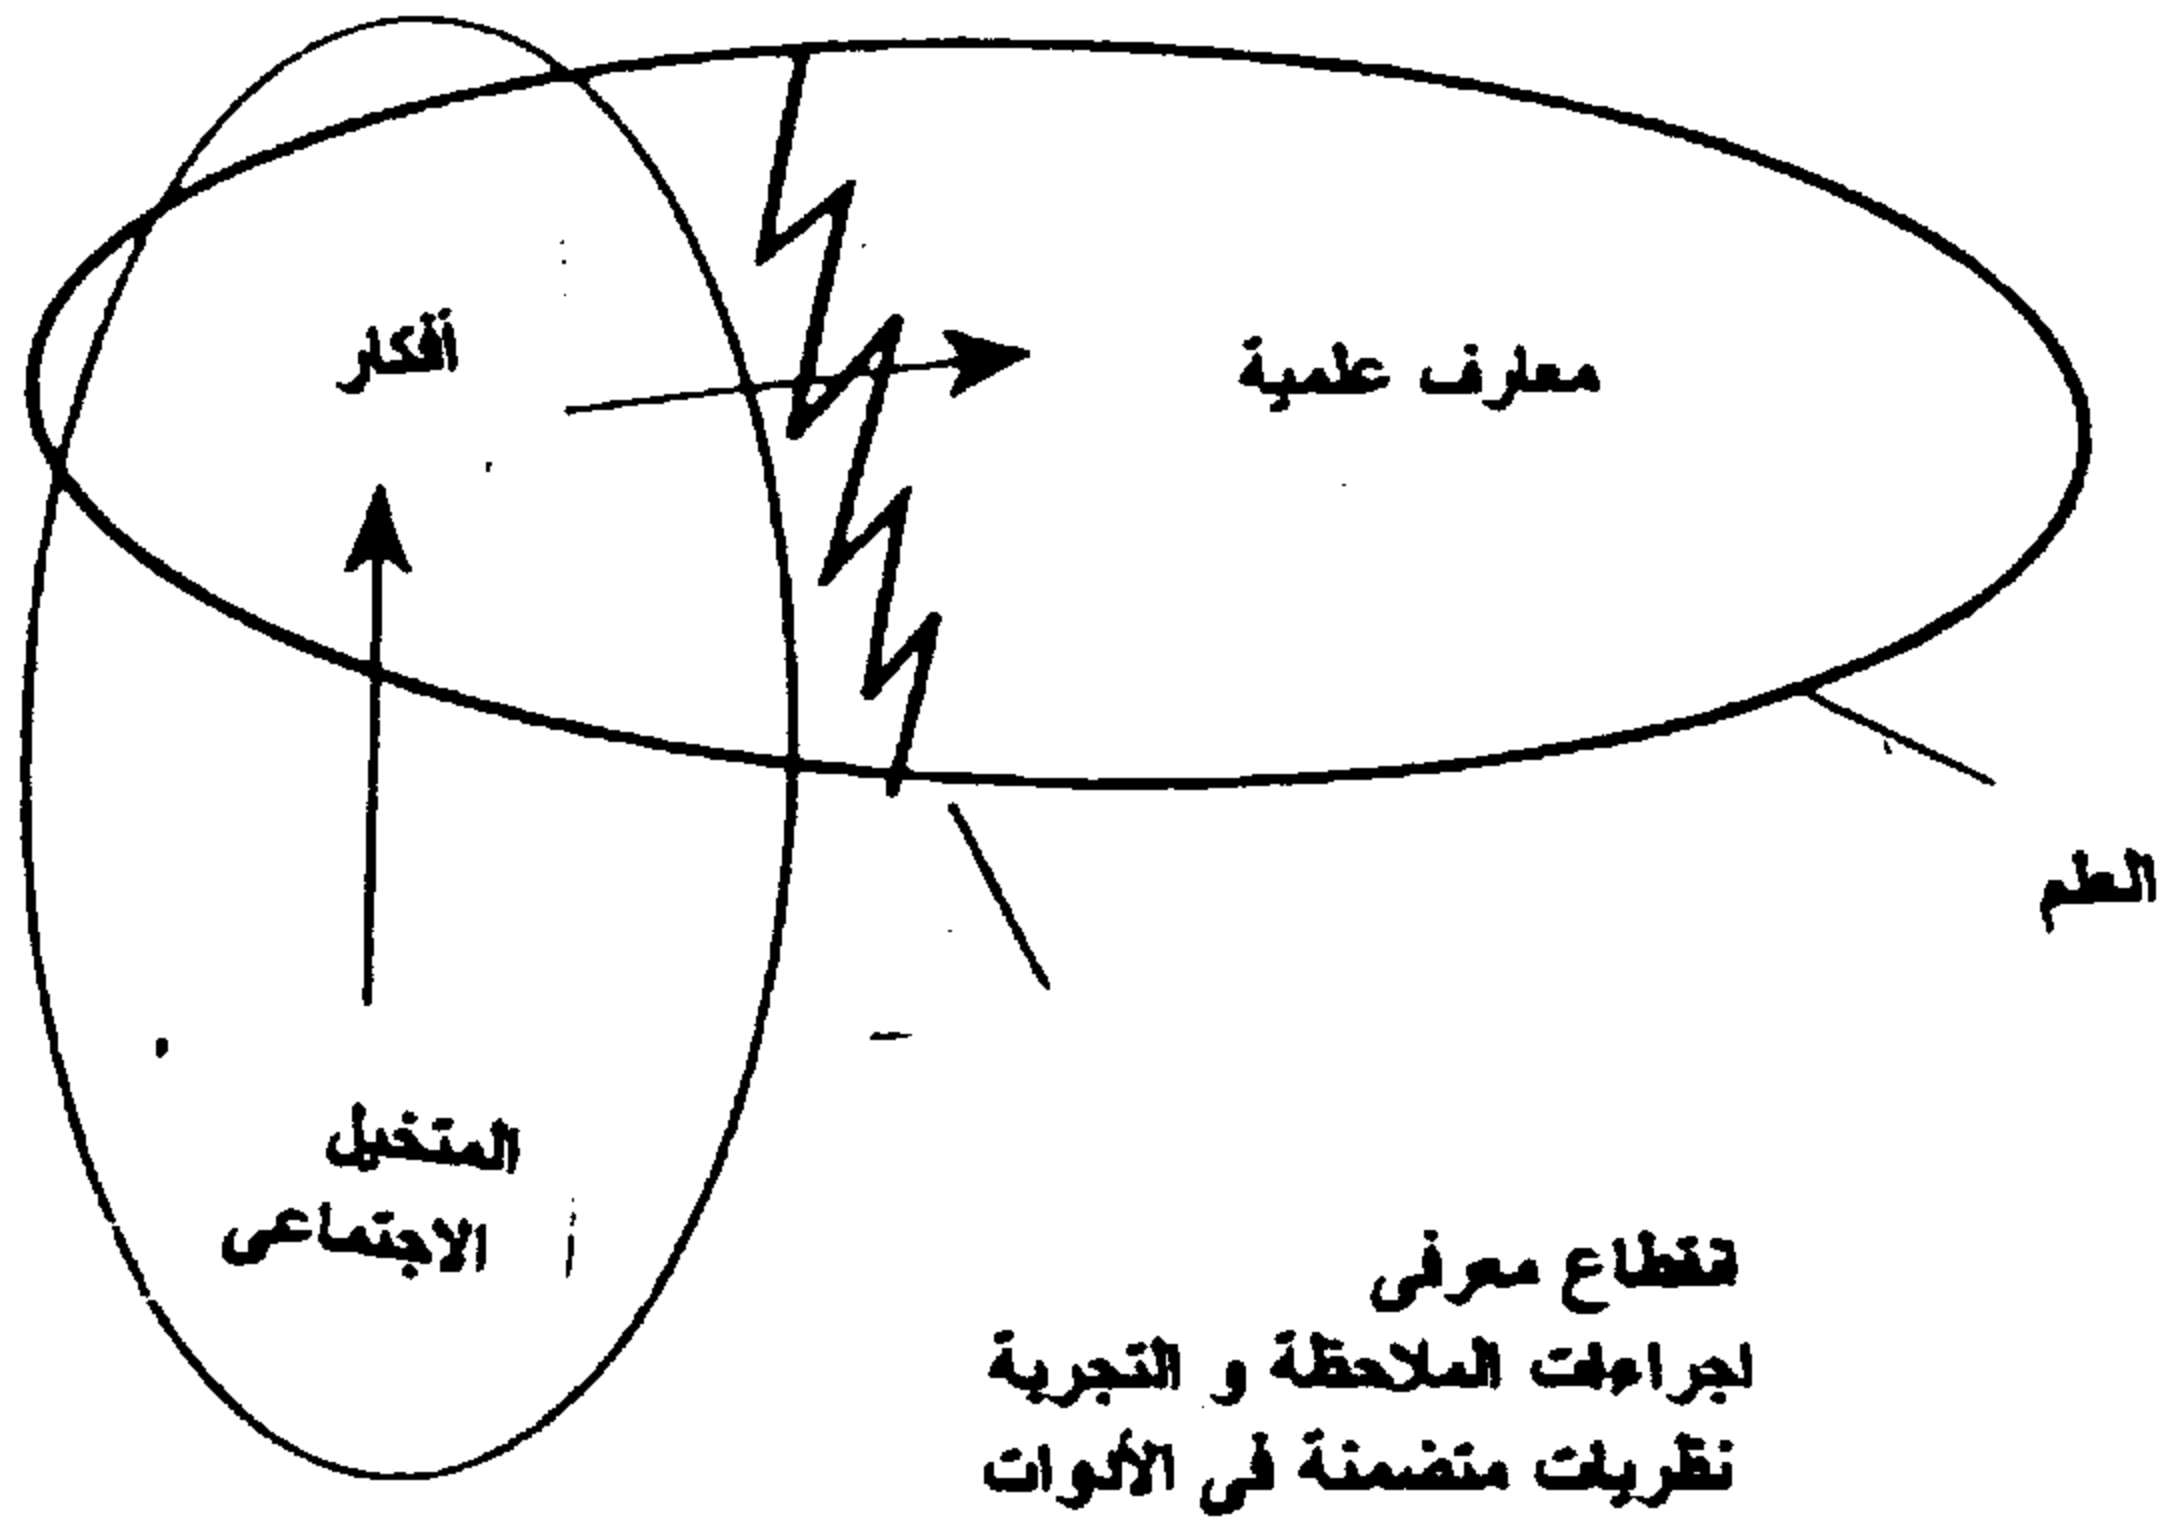 أفكار
معارف علمية
العلم
المتخيل
الاجتماعى
انقطاع معرفى
إجراءات الملاحظة و التجربة
نظريات متضمنة فى الأدوات